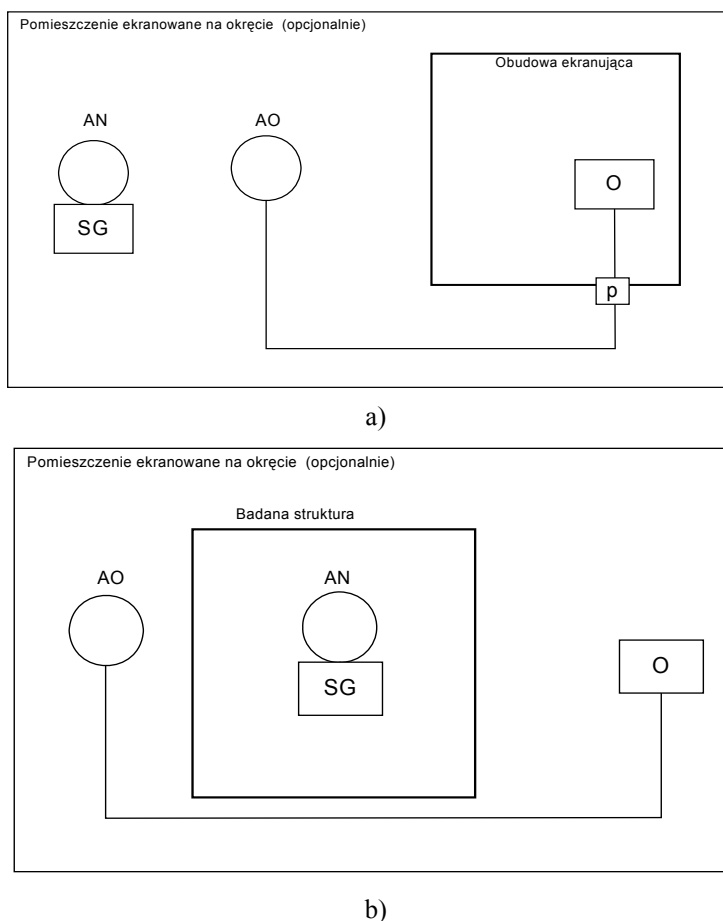 Pomieszczenie ekranowane na okręcie (opcjonalnie)
Obudowa ekranująca
AN
AO
O
SG
p
a)
Pomieszczenie ekranowane na okręcie (opcjonalnie)
Badana struktura
AO
AN
O
SG
b)